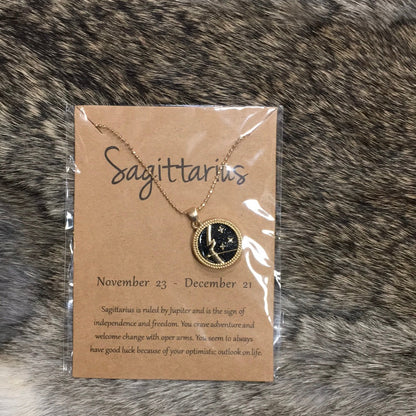 Sagittarius
November 23 - December 21
Sagittarius is ruled by Jupiter and is the sign of
independence and freedom. You crave adventure and
welcome change with oper arms. You seem to always
have good luck because of your optimistic outlook on life.